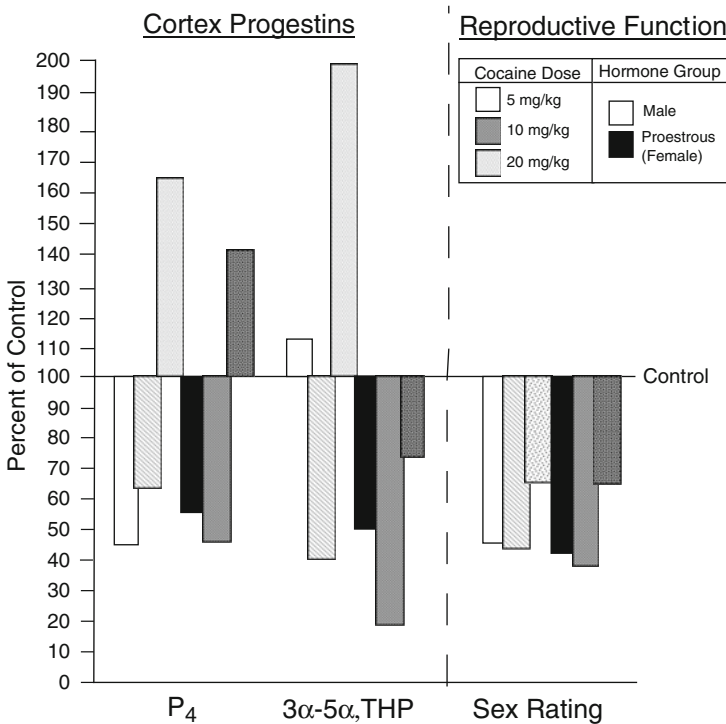 Cortex Progestins
Reproductive Function
Cocaine Dose
Hormone Group
5 mg/kg
10 mg/kg
20 mg/kg
Male
Proestrous
(Female)
Percent of Control
200
190
180
170
160
150
140
130
120
110
100
90
80
70
60
50
40
30
20
10
0
Control
P₄
3α-5α,THP
Sex Rating